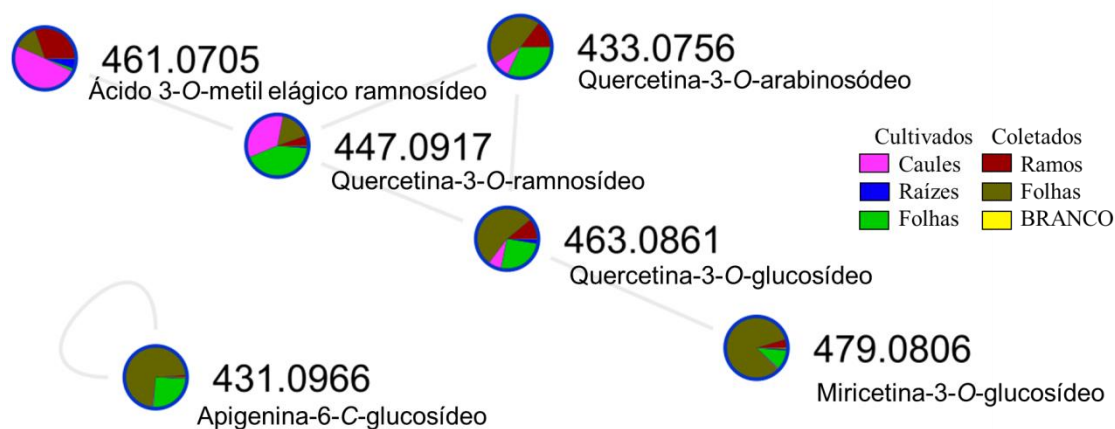 461.0705
Ácido 3-O-metil elágico ramnosídeo
433.0756
Quercetina-3-O-arabinosódeo
447.0917
Quercetina-3-O-ramnosídeo
Cultivados Coletados
Caules Ramos
Raízes Folhas
Folhas BRANCO
463.0861
Quercetina-3-O-glucosídeo
479.0806
Miricetina-3-O-glucosídeo
431.0966
Apigenina-6-C-glucosídeo